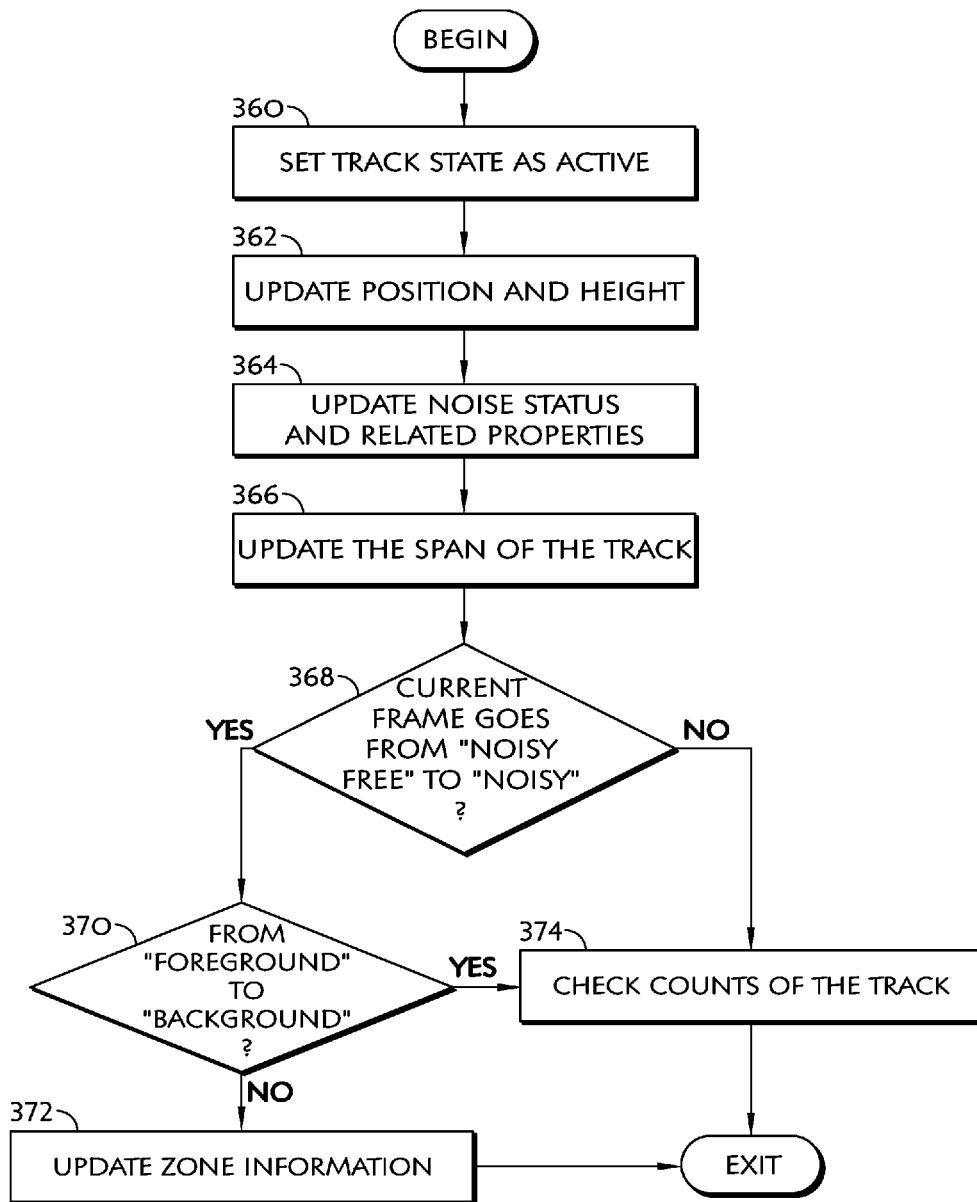 BEGIN
360
SET TRACK STATE AS ACTIVE
362
UPDATE POSITION AND HEIGHT
364
UPDATE NOISE STATUS
AND RELATED PROPERTIES
366
UPDATE THE SPAN OF THE TRACK
368
CURRENT
FRAME GOES
FROM "NOISY
FREE" TO "NOISY"
?
YES
NO
370
FROM
"FOREGROUND"
TO
"BACKGROUND"
?
YES
NO
374
CHECK COUNTS OF THE TRACK
372
UPDATE ZONE INFORMATION
EXIT